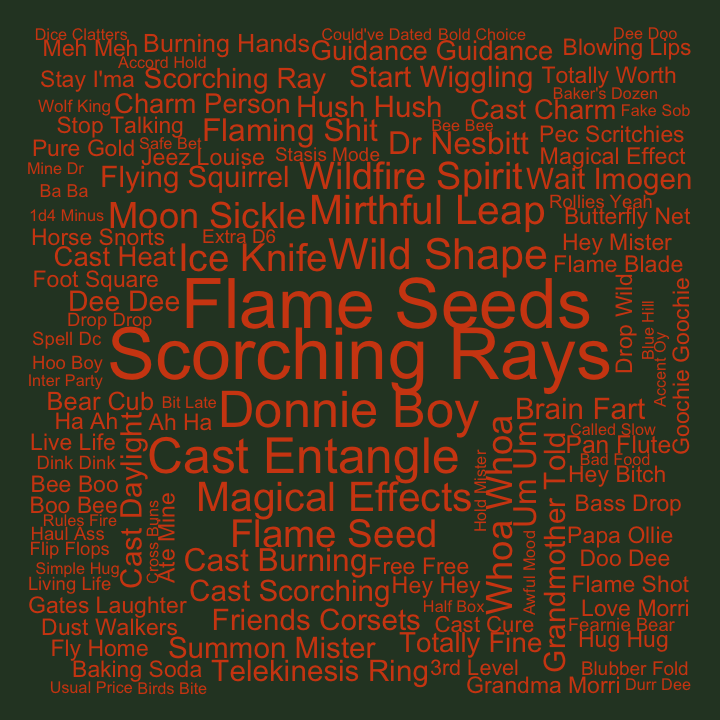 Dice Clatters
Could've Dated
Bold Choice
Dee Doo
Meh Meh
Burning Hands
Guidance Guidance
Blowing Lips
Accord Hold
Stay I'ma
Scorching Ray
Start Wiggling
Totally Worth
Baker's Dozen
Wolf King
Charm Person
Hush Hush
Cast Charm
Fake Sob
Stop Talking
Flaming Shit
Bee Bee
Pec Scritchies
Pure Gold
Safe Bet
Dr Nesbitt
Jeez Louise
Stasis Mode
Magical Effect
Mine Dr
Flying Squirrel
Wildfire Spirit
Wait Imogen
Ba Ba
Rollies Yeah
1d4 Minus
Moon Sickle
Mirthful Leap
Butterfly Net
Horse Snorts
Extra D6
Hey Mister
Cast Heat
Ice Knife
Wild Shape
Flame Blade
Foot Square
Drop Wild
Blue Hill
Goochie Goochie
Dee Dee
Flame Seeds
Drop Drop
Spell Dc
Scorching Rays
Accent Oy
Hoo Boy
Inter Party
Bear Cub
Bit Late
Donnie Boy
Brain Fart
Ha Ah
Cast Daylight
Ah Ha
Whoa Whoa
Um Um
Grandmother Told
Called Slow
Live Life
Cast Entangle
Pan Flute
Dink Dink
Hold Mister
Bad Food
Bee Boo
Hey Bitch
Boo Bee
Cross Buns
Ate Mine
Magical Effects
Bass Drop
Rules Fire
Haul Ass
Flame Seed
Awful Mood
Papa Ollie
Flip Flops
Cast Burning
Free Free
Doo Dee
Simple Hug
Living Life
Cast Scorching
Hey Hey
Flame Shot
Gates Laughter
Half Box
Love Morri
Dust Walkers
Friends Corsets
Cast Cure
Fearnie Bear
Fly Home
Summon Mister
Totally Fine
Hug Hug
Baking Soda
Telekinesis Ring
3rd Level
Blubber Fold
Usual Price
Birds Bite
Grandma Morri
Durr Dee